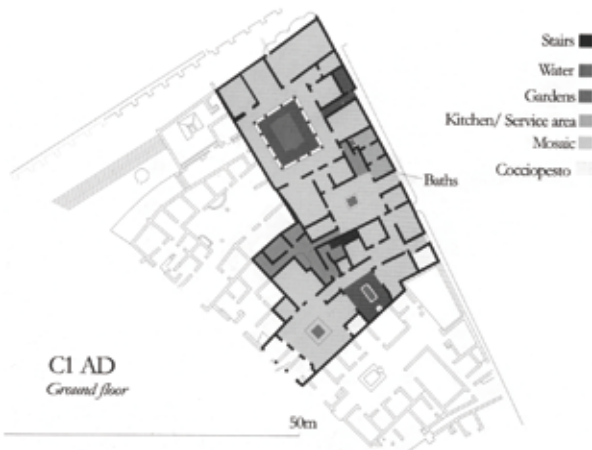 Stairs
Water
Gardens
Kitchen/ Service area
Mosaic
Cocciopesto
Baths
C1 AD
Ground floor
50m